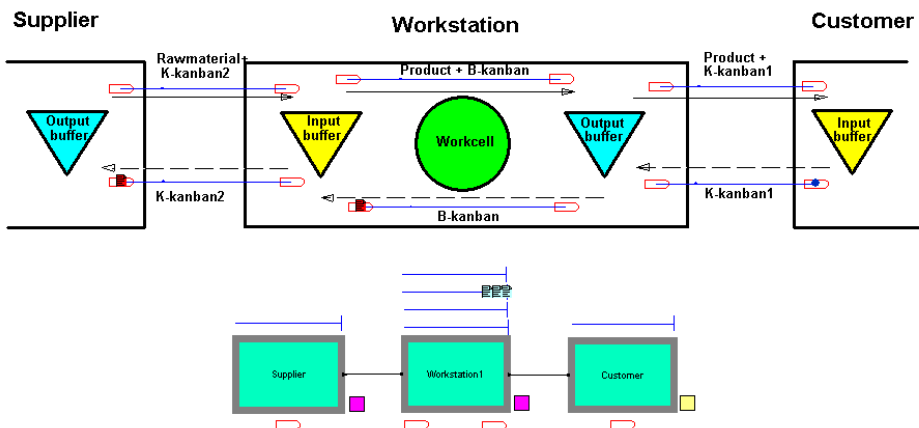 Supplier
Workstation
Customer
Rawmaterial+
K-kanban2
Product + B-kanban
Product +
K-kanban1
Output
buffer
Input
buffer
Workcell
Output
buffer
Input
buffer
K-kanban2
B-kanban
K-kanban1
Supplier
Workstation1
Customer